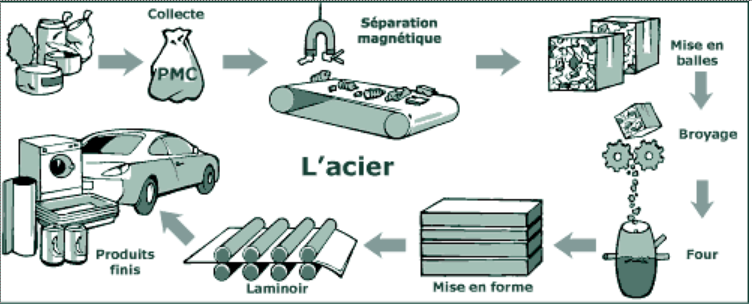 Collecte
PMC
Séparation
magnétique
Mise en
balles
Broyage
L'acier
Four
Mise en forme
Laminoir
Produits
finis